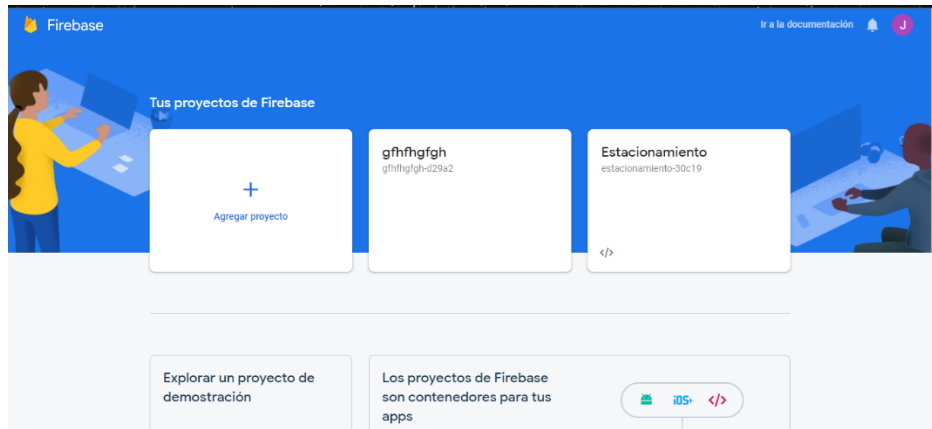 Firebase
Ir a la documentación
J
Tus proyectos de Firebase
+
Agregar proyecto
gfhfhgfgh
gfhfhgfgh-d29a2
Estacionamiento
estacionamiento-30c19
</>
Explorar un proyecto de
demostración
Los proyectos de Firebase
son contenedores para tus
apps
iOS+
</>